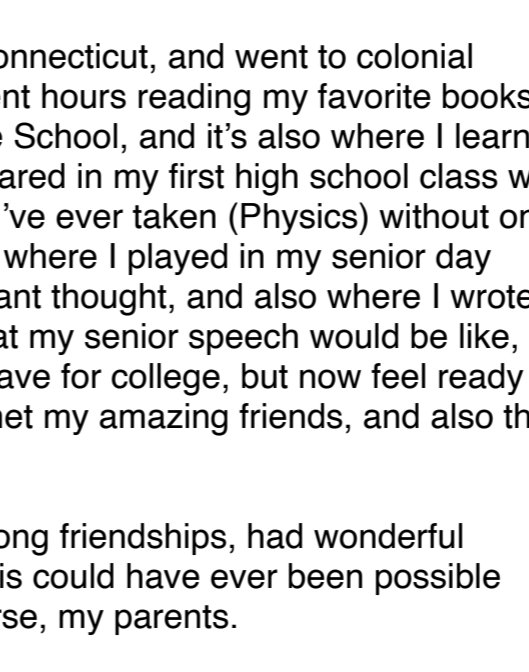 onnecticut, and went to colonial
ent hours reading my favorite books
e School, and it's also where I learn
ared in my first high school class w
've ever taken (Physics) without or
where I played in my senior day
ant thought, and also where I wrote
at my senior speech would be like,
ave for college, but now feel ready
net my amazing friends, and also th
ong friendships, had wonderful
is could have ever been possible
rse, my parents.